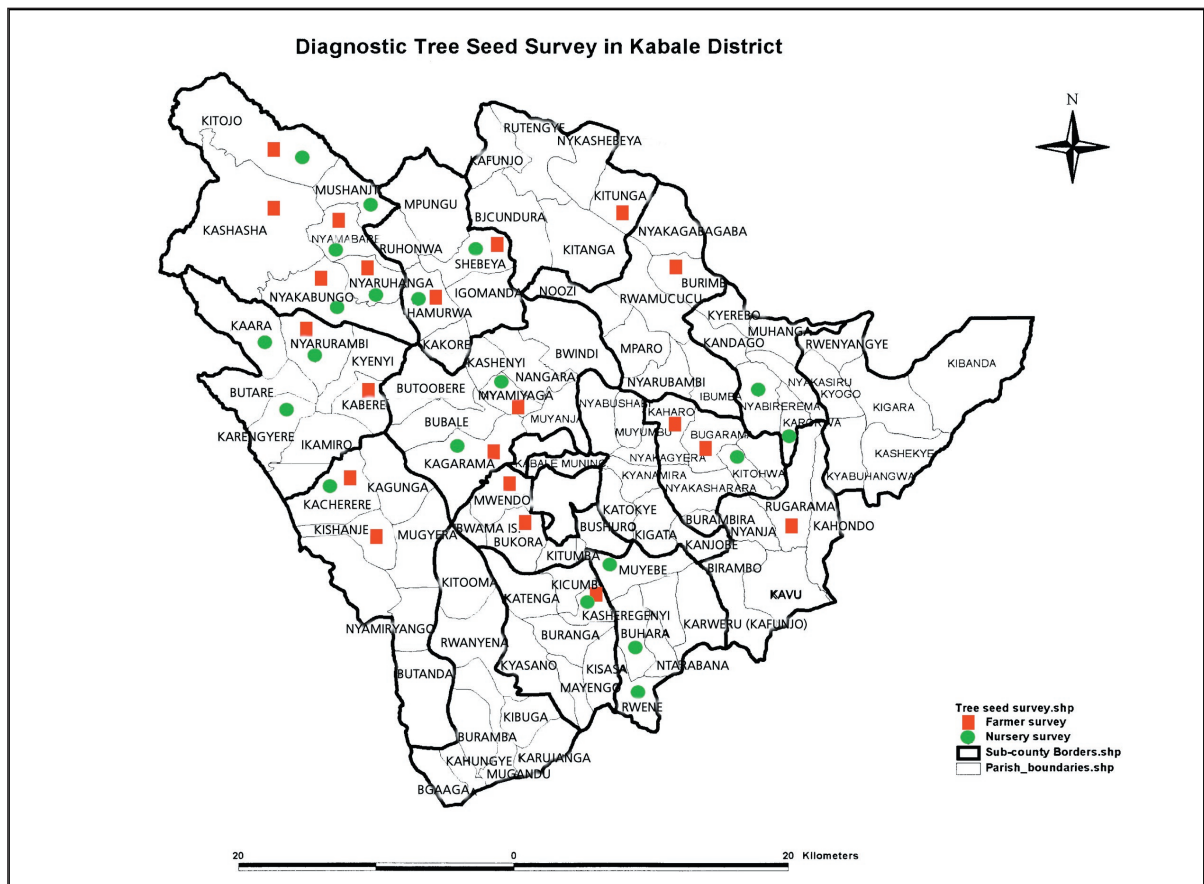 Diagnostic Tree Seed Survey in Kabale District
N
KITOJO
RUTENGYE
NYKASHEBEYA
KAFUNJO
MUSHANJE
MPUNGU
KITUNGA
BJCUNDURA
KASHASHA
NYAMABARE
RUHONWA
NYAKAGABAGABA
KITANGA
SHEBEYA
NYARUHANGA
BURIME
NYAKABUNGO
IGOMANDA
NOOZI
HAMURWA
RWAMUCUCU
KAARA
KYEREBO
NYARURAMBI
MUHANGA
KAKORE
KANDAGO
RWENYANGYE
KYENYI
KASHENYI
BWINDI
MPARO
KIBANDA
NANGARA
BUTARE
BUTOOBERE
NYARUBAMBI
NYAKASIRU
KABERE
MYAMIYAGA
KYOGO
IBUMBA
NYABIREREMA
NYABUSHAB
KAHARO
KIGARA
MUYANJA
BUBALE
KARENGYERE
MUYUMBU
BUGARAMA
IKAMIRO
KASHEKYE
KAGARAMA
KABALE MUNINC
NYAKAGYERA
KITOHWA
KYANAMIRA
KYABUHANGWA
NYAKASHARARA
KACHERERE
KAGUNGA
MWENDO
KATOKYE
RUGARAMA
KISHANJE
MUGYERA
BWAMA IS.
BUSHURO
BURAMBIRA
KAHONDO
BUKORA
KIGATA
NYANJA
KANJOBE
KITUMBA
MUYEBE
BIRAMBO
KITOOMA
KICUMB
KATENGA
KAVU
KASHEREGENYI
KARWERU (KAFUNJO)
NYAMIRYANGO
BURANGA
BUHARA
RWANYENA
KYASANO
KISASA
NTARABANA
BUTANDA
MAYENGO
RWENE
KIBUGA
BURAMBA
KARUJANGA
KAHUNGYE
MUGANDU
BGAAGAA
Tree seed survey.shp
Farmer survey
Nursery survey
Sub-county Borders.shp
Parish_boundaries.shp
20 0 20 Kilometers